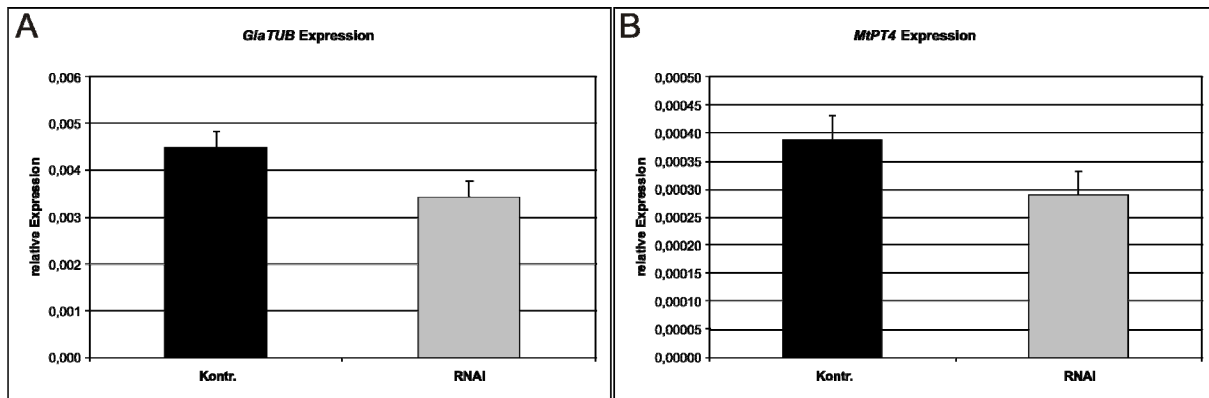 A
GiaTUB Expression
relative Expression
0,006
0,005
0,004
0,003
0,002
0,001
0,000
Kontr.
RNAi
B
MtPT4 Expression
relative Expression
0,00050
0,00045
0,00040
0,00035
0,00030
0,00025
0,00020
0,00015
0,00010
0,00005
0,00000
Kontr.
RNAi